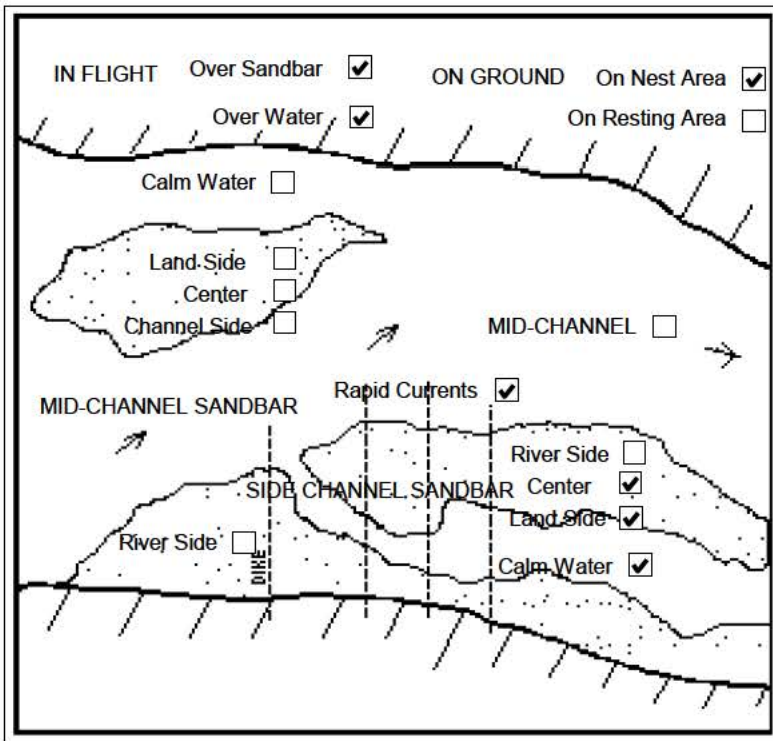 IN FLIGHT Over Sandbar ON GROUND On Nest Area
Over Water On Resting Area
Calm Water
Land Side
Center
Channel Side
MID-CHANNEL
Rapid Currents
MID-CHANNEL SANDBAR
River Side
SIDE CHANNEL SANDBAR Center
Land Side
River Side
DIKE
Calm Water